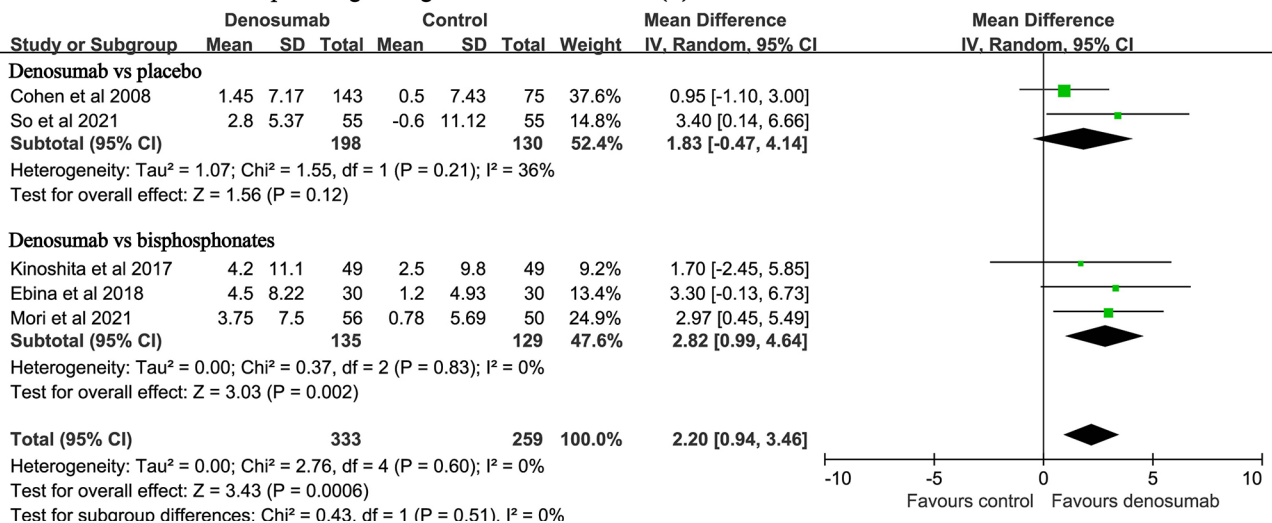 Denosumab Control Mean Difference Mean Difference
Study or Subgroup Mean SD Total Mean SD Total Weight IV, Random, 95% CI IV, Random, 95% CI
Denosumab vs placebo
Cohen et al 2008 1.45 7.17 143 0.5 7.43 75 37.6% 0.95 [-1.10, 3.00]
So et al 2021 2.8 5.37 55 -0.6 11.12 55 14.8% 3.40 [0.14, 6.66]
Subtotal (95% CI) 198 130 52.4% 1.83 [-0.47, 4.14]
Heterogeneity: Tau² = 1.07; Chi² = 1.55, df = 1 (P = 0.21); I² = 36%
Test for overall effect: Z = 1.56 (P = 0.12)
Denosumab vs bisphosphonates
Kinoshita et al 2017 4.2 11.1 49 2.5 9.8 49 9.2% 1.70 [-2.45, 5.85]
Ebina et al 2018 4.5 8.22 30 1.2 4.93 30 13.4% 3.30 [-0.13, 6.73]
Mori et al 2021 3.75 7.5 56 0.78 5.69 50 24.9% 2.97 [0.45, 5.49]
Subtotal (95% CI) 135 129 47.6% 2.82 [0.99, 4.64]
Heterogeneity: Tau² = 0.00; Chi² = 0.37, df = 2 (P = 0.83); I² = 0%
Test for overall effect: Z = 3.03 (P = 0.002)
Total (95% CI) 333 259 100.0% 2.20 [0.94, 3.46]
Heterogeneity: Tau² = 0.00; Chi² = 2.76, df = 4 (P = 0.60); I² = 0%
Test for overall effect: Z = 3.43 (P = 0.0006)
Test for subgroup differences: Chi² = 0.43, df = 1 (P = 0.51), I² = 0%
-10 -5 0 5 10
Favours control Favours denosumab